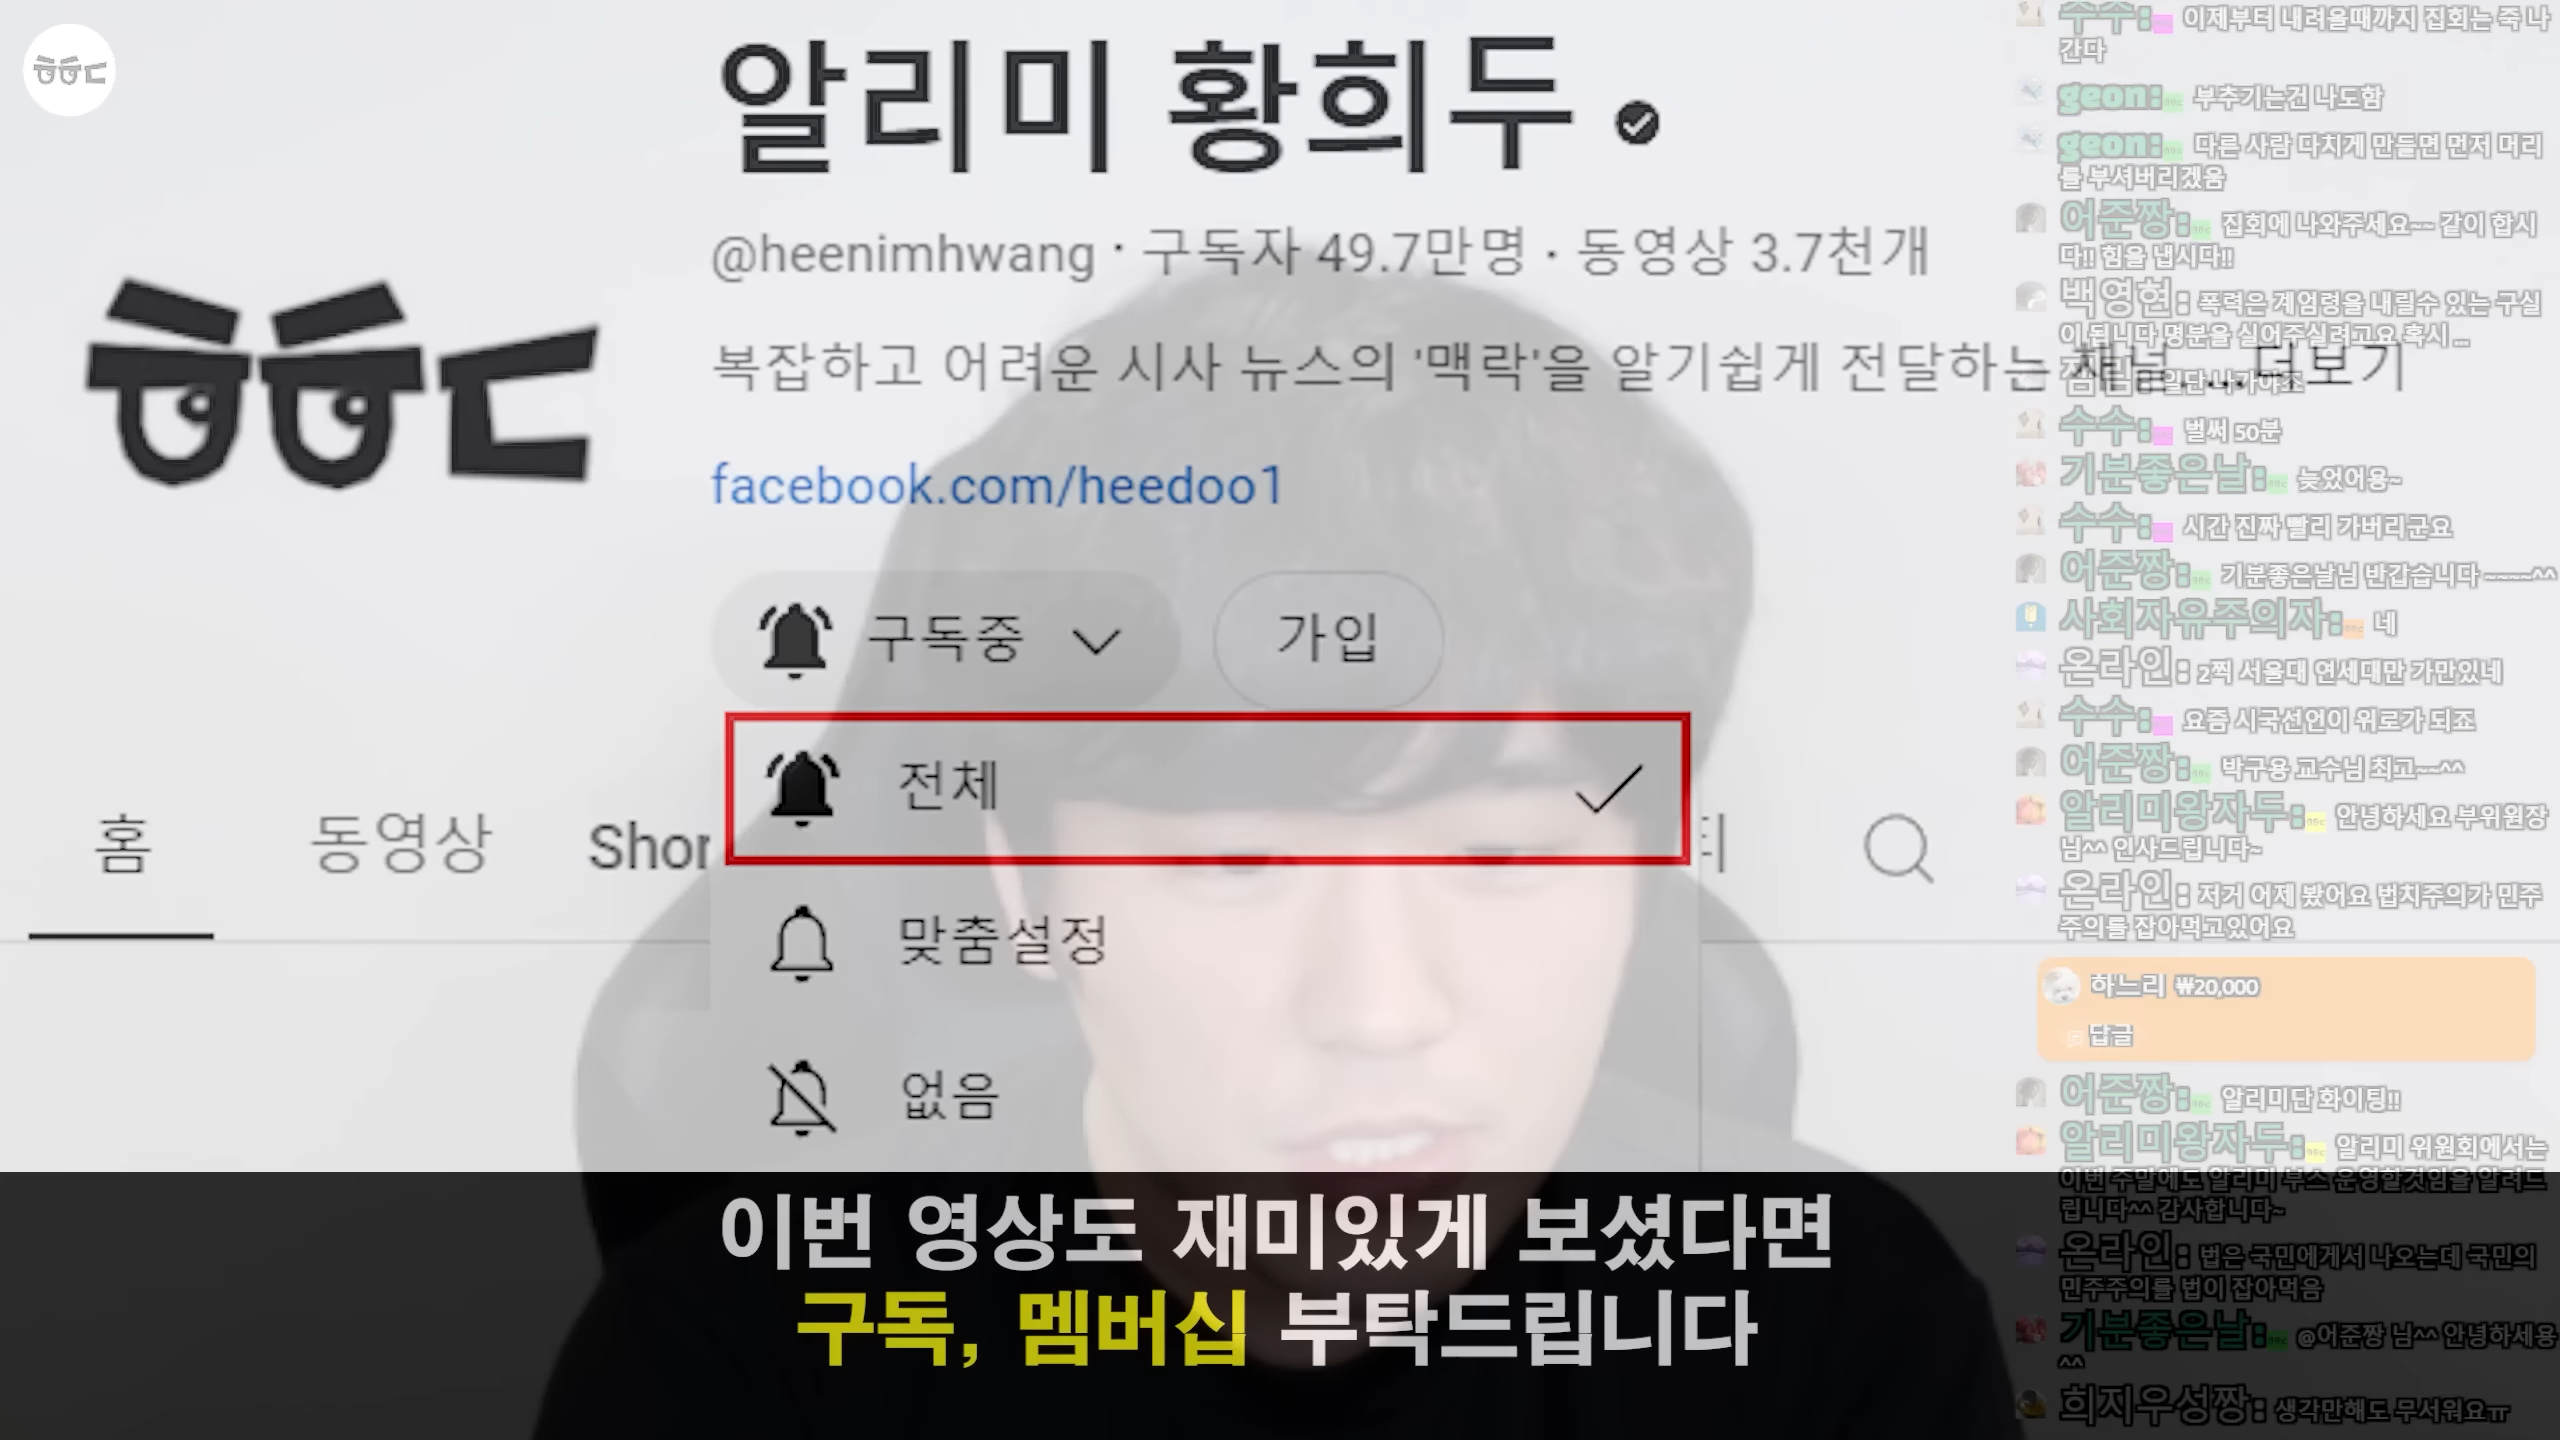 ㅎㅎㄷ
알리미 황희두
@heenimhwang · 구독자 49.7만명 · 동영상 3.7천개
복잡하고 어려운 시사 뉴스의 '맥락'을 알기쉽게 전달하는 채널 ...더보기
facebook.com/heedoo1
구독중
가입
전체
맞춤설정
없음
홈
동영상
Shor
ㅎㅎㄷ
이번 영상도 재미있게 보셨다면
구독, 멤버십 부탁드립니다
수수: 이제부터 내려올때까지 집회는 쭉 나
간다
geon: 부추기는건 나도함
geon: 다른 사람 다치게 만들면 먼저 머리
를 부셔버리겠움
어준짱: 집회에 나와주세요~~ 같이 합시
다!! 힘을 냅시다!!
백영현: 폭력은 계엄령을 내릴수 있는 구실
이 됩니다 명분을 실어주실려고요 혹시...
일단 나가야죠
수수: 벌써 50분
기분좋은날: 늦었어용~
수수: 시간 진짜 빨리 가버리군요
어준짱: 기분좋은날님 반갑습니다 ~~~~^^
사회자유주의자: 네
온라인: 2찍 서울대 연세대만 가만있네
수수: 요즘 시국선언이 위로가 되죠
어준짱: 박구용 교수님 최고~~^^
알리미왕자두: 안녕하세요 부위원장
님^^ 인사드립니다~
온라인: 저거 어제 봤어요 법치주의가 민주
주의를 잡아먹고있어요
하느리 ₩20,000
답글
어준짱: 알리미단 화이팅!!
알리미왕자두: 알리미 위원회에서는
이번 주말에도 알리미 부스 운영할것임을 알려드
립니다^^ 감사합니다~
온라인: 법은 국민에게서 나오는데 국민의
민주주의를 법이 잡아먹음
기분좋은날: @어준짱 님^^ 안녕하세용
^^
희지우성짱: 생각만해도 무서워요ㅠ